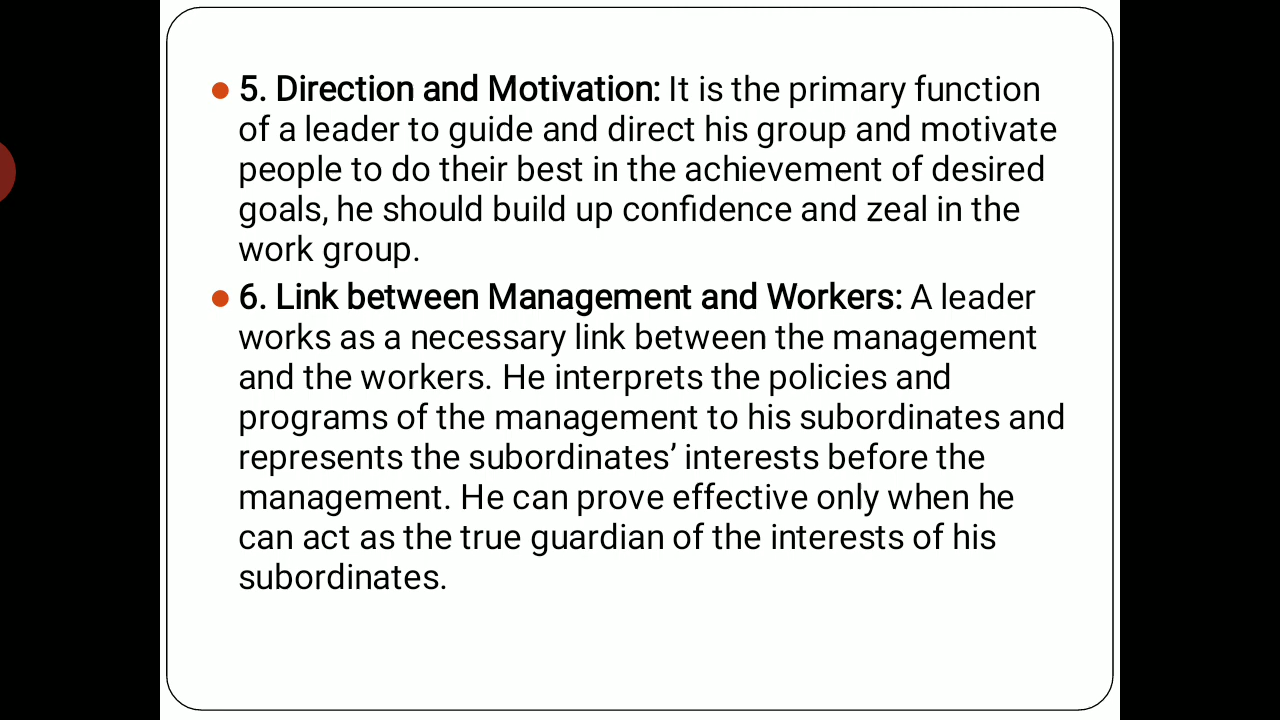 ● 5. Direction and Motivation: It is the primary function
of a leader to guide and direct his group and motivate
people to do their best in the achievement of desired
goals, he should build up confidence and zeal in the
work group.
● 6. Link between Management and Workers: A leader
works as a necessary link between the management
and the workers. He interprets the policies and
programs of the management to his subordinates and
represents the subordinates’ interests before the
management. He can prove effective only when he
can act as the true guardian of the interests of his
subordinates.